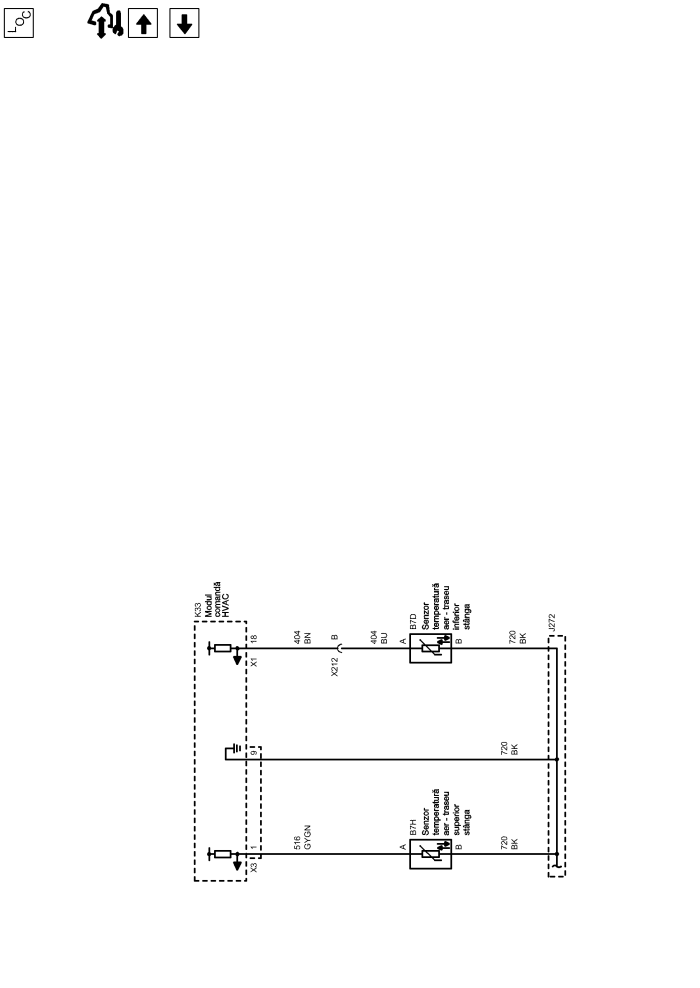 LOC
K33
Modul
comandă
HVAC
X3
1
9
X1
18
516
GYGN
404
BN
X212
B
404
BU
A
B7H
Senzor
temperatură
aer - traseu
superior
stânga
B
A
B7D
Senzor
temperatură
aer - traseu
inferior
stânga
B
720
BK
720
BK
720
BK
J272